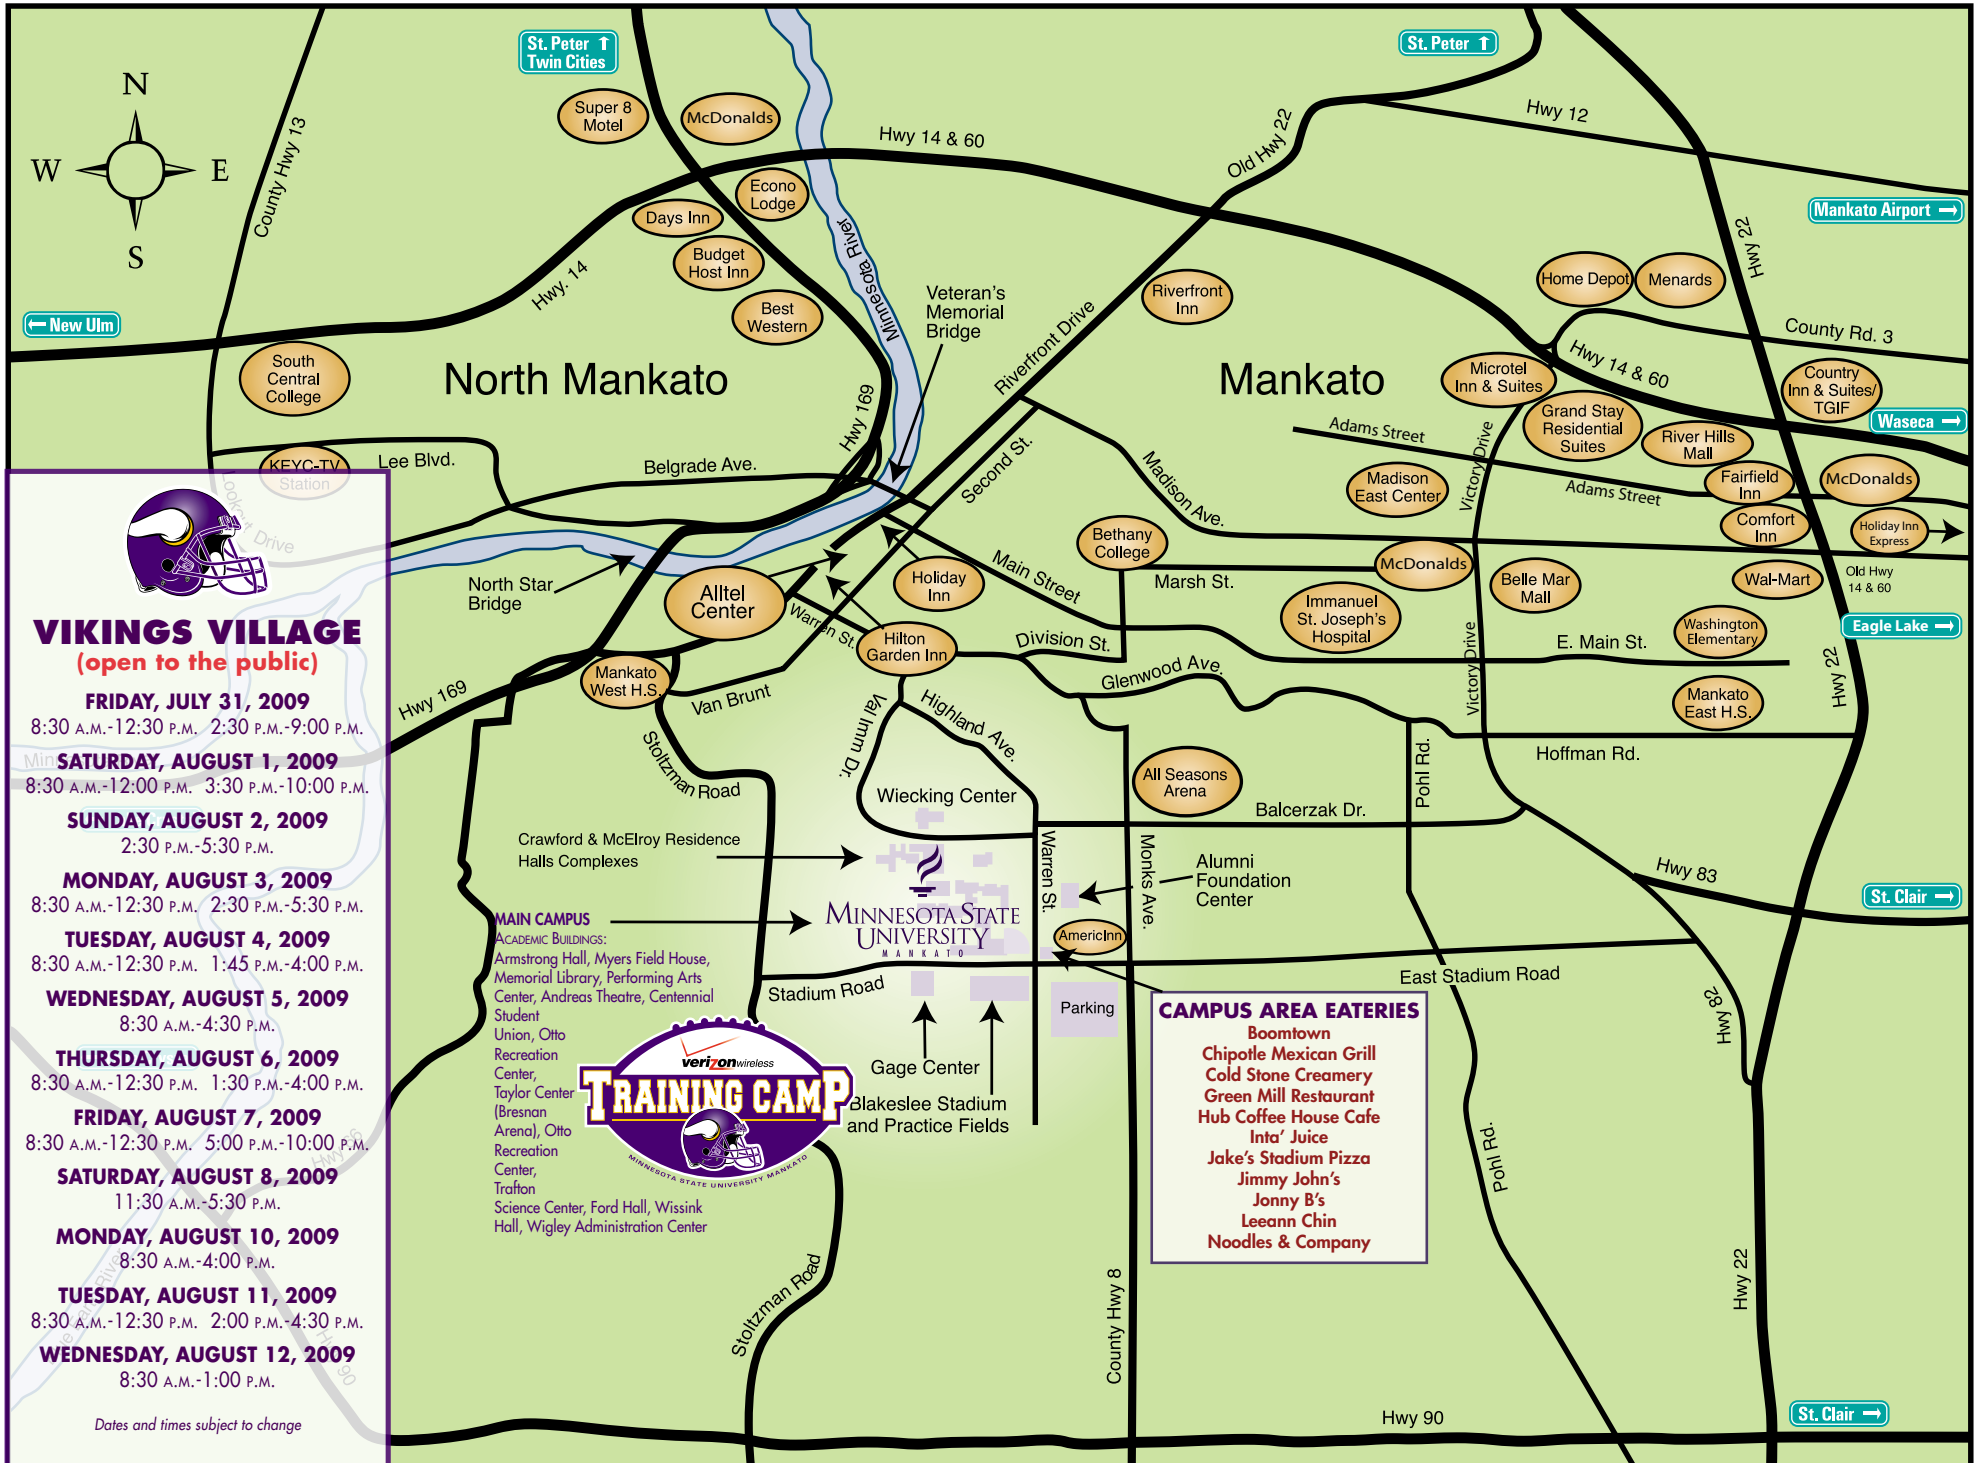 St. Peter ↑
Twin Cities
St. Peter ↑
N
W
E
S
Super 8
Motel
McDonalds
County Hwy 13
Hwy 14 & 60
Old Hwy 22
Hwy 12
Econo
Lodge
Days Inn
Budget
Host Inn
Best
Western
Minnesota River
Hwy. 14
Mankato Airport →
Hwy 22
← New Ulm
Veteran's
Memorial
Bridge
Riverfront
Inn
Riverfront Drive
Home Depot
Menards
County Rd. 3
South
Central
College
North Mankato
Mankato
Microtel
Inn & Suites
Hwy 14 & 60
Country
Inn & Suites/
TGIF
Grand Stay
Residential
Suites
River Hills
Mall
Waseca →
Adams Street
Hwy 169
Lee Blvd.
Belgrade Ave.
KEYC-TV
Station
Lookout Drive
Second St.
Madison Ave.
Madison
East Center
Victory Drive
Adams Street
Fairfield
Inn
McDonalds
Comfort
Inn
Holiday Inn
Express
North Star
Bridge
Alltel
Center
Holiday
Inn
Main Street
Bethany
College
Marsh St.
McDonalds
Belle Mar
Mall
Wal-Mart
Old Hwy
14 & 60
Immanuel
St. Joseph's
Hospital
Washington
Elementary
Eagle Lake →
Warren St.
Hilton
Garden Inn
Division St.
E. Main St.
Mankato
West H.S.
Van Brunt
Hwy 169
Glenwood Ave.
Victory Drive
Mankato
East H.S.
Hwy 22
Val Imm Dr.
Highland Ave.
Stoltzman Road
Hoffman Rd.
Pohl Rd.
All Seasons
Arena
Balcerzak Dr.
Wiecking Center
Crawford & McElroy Residence
Halls Complexes
Warren St.
Monks Ave.
Alumni
Foundation
Center
Hwy 83
St. Clair →
MINNESOTA STATE
UNIVERSITY
MANKATO
AmericInn
MAIN CAMPUS
ACADEMIC BUILDINGS:
Armstrong Hall, Myers Field House,
Memorial Library, Performing Arts
Center, Andreas Theatre, Centennial
Student
Union, Otto
Recreation
Center,
Taylor Center
(Bresnan
Arena), Otto
Recreation
Center,
Trafton
Science Center, Ford Hall, Wissink
Hall, Wigley Administration Center
Stadium Road
East Stadium Road
Parking
Hwy 82
Gage Center
Blakeslee Stadium
and Practice Fields
verizonwireless
TRAINING CAMP
MINNESOTA STATE UNIVERSITY MANKATO
CAMPUS AREA EATERIES
Boomtown
Chipotle Mexican Grill
Cold Stone Creamery
Green Mill Restaurant
Hub Coffee House Cafe
Inta' Juice
Jake's Stadium Pizza
Jimmy John's
Jonny B's
Leeann Chin
Noodles & Company
Pohl Rd.
Stoltzman Road
County Hwy 8
Hwy 22
Hwy 90
St. Clair →
VIKINGS VILLAGE
(open to the public)
FRIDAY, JULY 31, 2009
8:30 A.M.-12:30 P.M. 2:30 P.M.-9:00 P.M.
SATURDAY, AUGUST 1, 2009
8:30 A.M.-12:00 P.M. 3:30 P.M.-10:00 P.M.
SUNDAY, AUGUST 2, 2009
2:30 P.M.-5:30 P.M.
MONDAY, AUGUST 3, 2009
8:30 A.M.-12:30 P.M. 2:30 P.M.-5:30 P.M.
TUESDAY, AUGUST 4, 2009
8:30 A.M.-12:30 P.M. 1:45 P.M.-4:00 P.M.
WEDNESDAY, AUGUST 5, 2009
8:30 A.M.-4:30 P.M.
THURSDAY, AUGUST 6, 2009
8:30 A.M.-12:30 P.M. 1:30 P.M.-4:00 P.M.
FRIDAY, AUGUST 7, 2009
8:30 A.M.-12:30 P.M. 5:00 P.M.-10:00 P.M.
SATURDAY, AUGUST 8, 2009
11:30 A.M.-5:30 P.M.
MONDAY, AUGUST 10, 2009
8:30 A.M.-4:00 P.M.
TUESDAY, AUGUST 11, 2009
8:30 A.M.-12:30 P.M. 2:00 P.M.-4:30 P.M.
WEDNESDAY, AUGUST 12, 2009
8:30 A.M.-1:00 P.M.
Dates and times subject to change